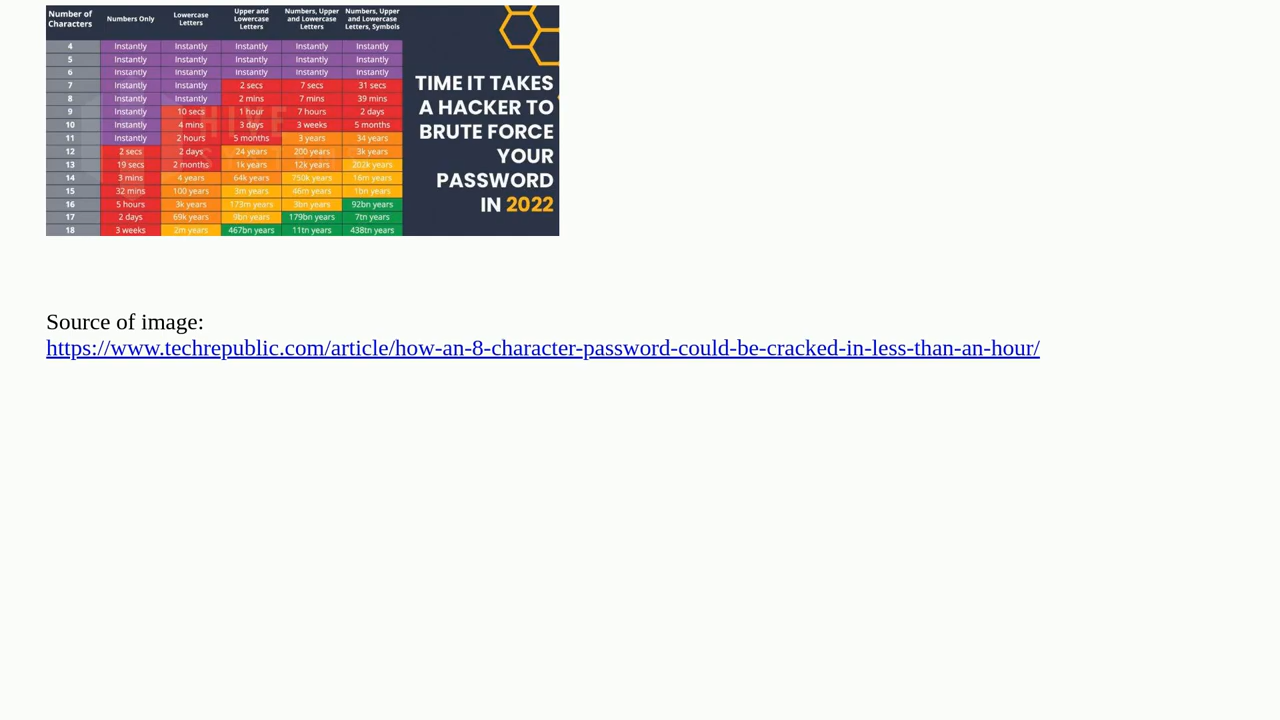 Number of Characters Numbers Only Lowercase Letters Upper and Lowercase Letters Numbers, Upper and Lowercase Letters Numbers, Upper and Lowercase Letters, Symbols
4 Instantly Instantly Instantly Instantly Instantly
5 Instantly Instantly Instantly Instantly Instantly
6 Instantly Instantly Instantly Instantly Instantly
7 Instantly Instantly 2 secs 7 secs 31 secs
8 Instantly Instantly 2 mins 7 mins 39 mins
9 Instantly 10 secs 1 hour 7 hours 2 days
10 Instantly 4 mins 3 days 3 weeks 5 months
11 Instantly 2 hours 5 months 3 years 34 years
12 2 secs 2 days 24 years 200 years 3k years
13 19 secs 2 months 1k years 12k years 202k years
14 3 mins 4 years 64k years 750k years 16m years
15 32 mins 100 years 3m years 46m years 1bn years
16 5 hours 3k years 173m years 3bn years 92bn years
17 2 days 69k years 9bn years 179bn years 7tn years
18 3 weeks 2m years 467bn years 11tn years 438tn years
TIME IT TAKES
A HACKER TO
BRUTE FORCE
YOUR
PASSWORD
IN 2022
Source of image:
https://www.techrepublic.com/article/how-an-8-character-password-could-be-cracked-in-less-than-an-hour/